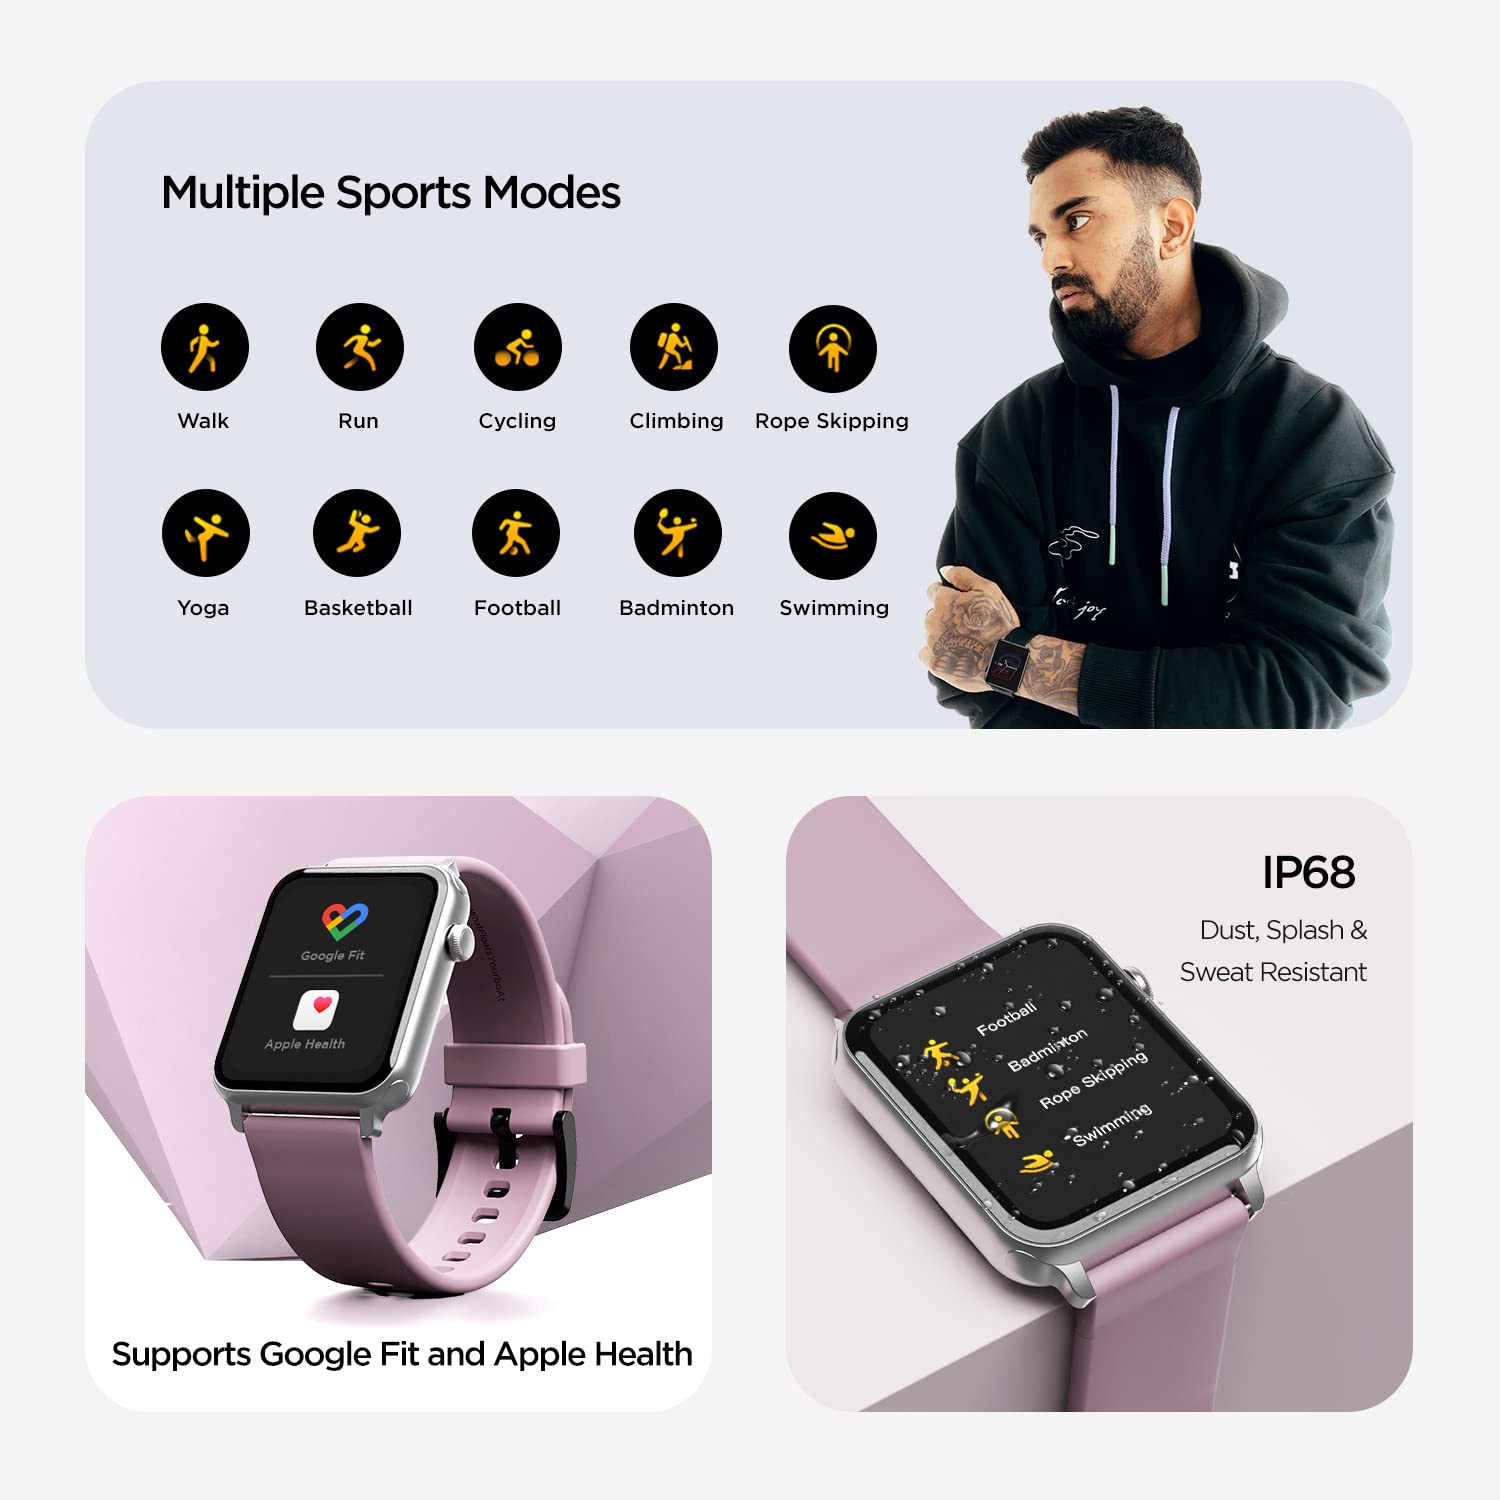 Multiple Sports Modes
Walk
Run
Cycling
Climbing
Rope Skipping
Yoga
Basketball
Football
Badminton
Swimming
Google Fit
Apple Health
Supports Google Fit and Apple Health
IP68
Dust, Splash &
Sweat Resistant
Football
Badminton
Rope Skipping
Swimming